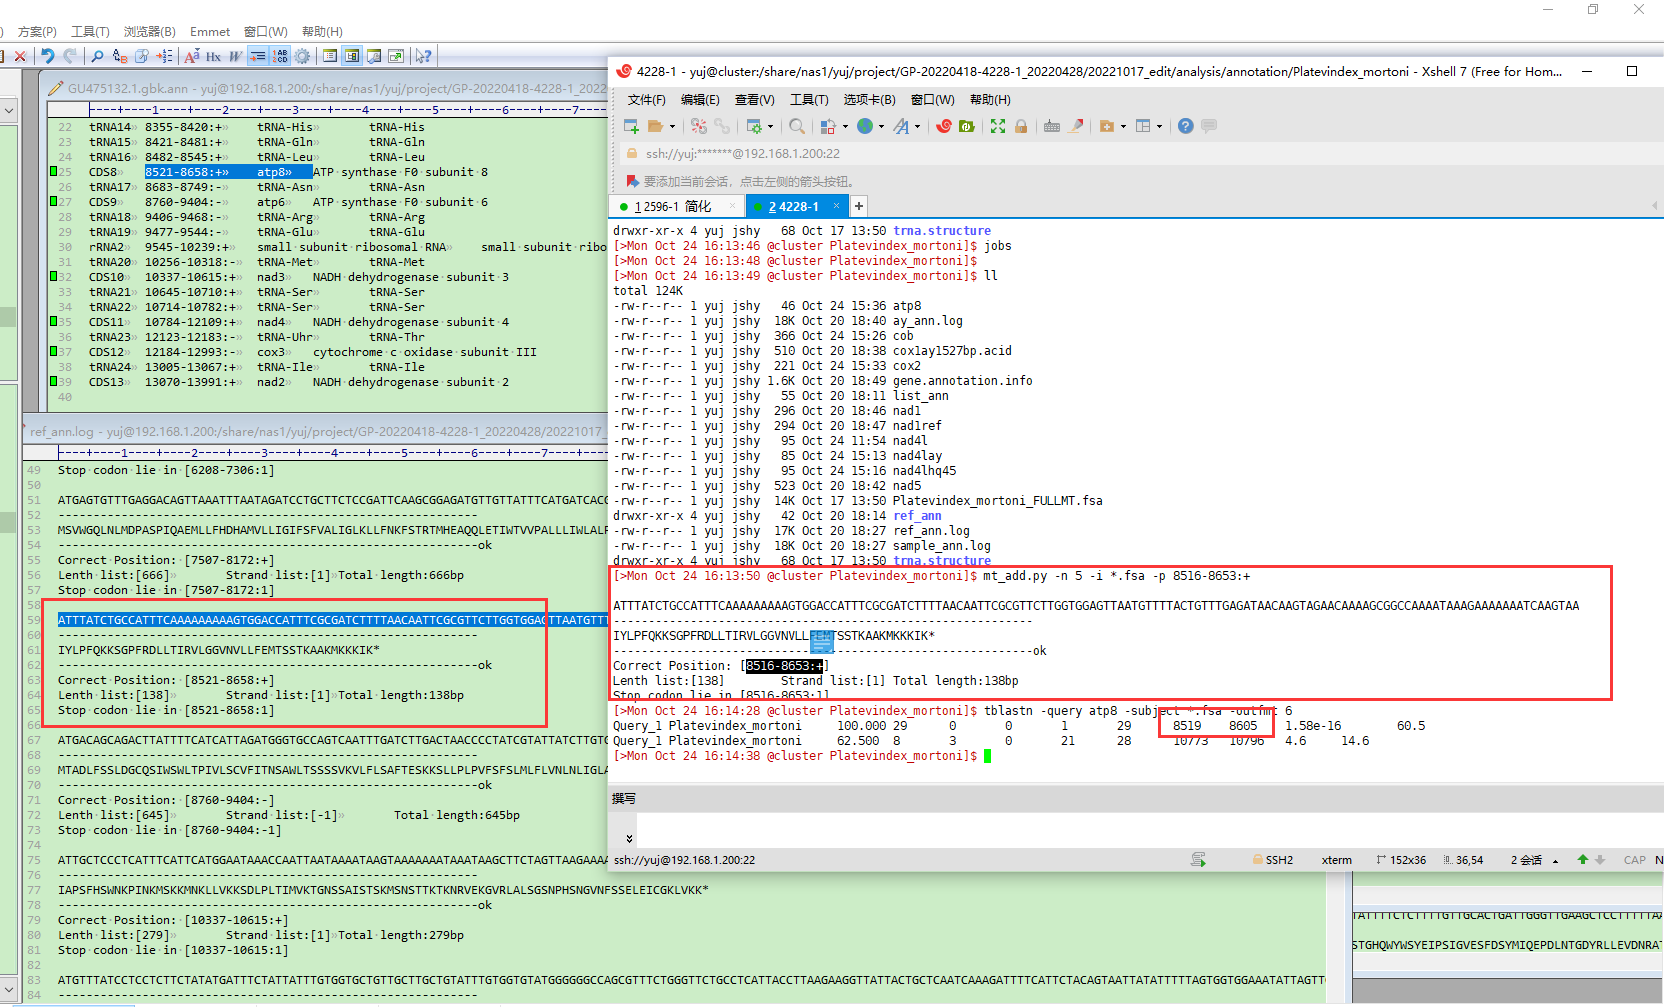 方案(P) 工具(T) 浏览器(B) Emmet 窗口(W) 帮助(H)
GU475132.1.gbk.ann - yuj@192.168.1.200:/share/nas1/yuj/project/GP-20220418-4228-1_2022
22 tRNA14» 8355-8420:+» tRNA-His» tRNA-His
23 tRNA15» 8421-8481:+» tRNA-Gln» tRNA-Gln
24 tRNA16» 8482-8545:+» tRNA-Leu» tRNA-Leu
25 CDS8» 8521-8658:+» atp8» ATP·synthase·F0·subunit·8
26 tRNA17» 8683-8749:-» tRNA-Asn» tRNA-Asn
27 CDS9» 8760-9404:-» atp6» ATP·synthase·F0·subunit·6
28 tRNA18» 9406-9468:-» tRNA-Arg» tRNA-Arg
29 tRNA19» 9477-9544:-» tRNA-Glu» tRNA-Glu
30 rRNA2» 9545-10239:+» small·subunit·ribosomal·RNA» small·subunit·ribo
31 tRNA20» 10256-10318:-» tRNA-Met» tRNA-Met
32 CDS10» 10337-10615:+» nad3» NADH·dehydrogenase·subunit·3
33 tRNA21» 10645-10710:+» tRNA-Ser» tRNA-Ser
34 tRNA22» 10714-10782:+» tRNA-Ser» tRNA-Ser
35 CDS11» 10784-12109:+» nad4» NADH·dehydrogenase·subunit·4
36 tRNA23» 12123-12183:-» tRNA-Uhr» tRNA-Thr
37 CDS12» 12184-12993:-» cox3» cytochrome·c·oxidase·subunit·III
38 tRNA24» 13005-13067:+» tRNA-Ile» tRNA-Ile
39 CDS13» 13070-13991:+» nad2» NADH·dehydrogenase·subunit·2
40
ref_ann.log - yuj@192.168.1.200:/share/nas1/yuj/project/GP-20220418-4228-1_20220428/20221017_
49 Stop·codon·lie·in·[6208-7306:1]
50
51 ATGAGTGTTTGAGGACAGTTAAATTTAATAGATCCTGCTTCTCCGATTCAAGCGGAGATGTTGTTATTTCATGATCACG
52 ------------------------------------------------------------
53 MSVWGQLNLMDPASPIQAEMLLFHDHAMVLLIGIFSFVALIGLKLLFNKFSTRTMHEAQQLETIWTVVPALLLIWLALP
54 ------------------------------------------------------------ok
55 Correct·Position:·[7507-8172:+]
56 Lenth·list:[666]» Strand·list:[1]»Total·length:666bp
57 Stop·codon·lie·in·[7507-8172:1]
58
59 ATTTATCTGCCATTTCAAAAAAAAAGTGGACCATTTCGCGATCTTTTAACAATTCGCGTTCTTGGTGGAGTTAATGTTT
60 ------------------------------------------------------------
61 IYLPFQKKSGPFRDLLTIRVLGGVNVLLFEMTSSTKAAKMKKKIK*
62 ------------------------------------------------------------ok
63 Correct·Position:·[8521-8658:+]
64 Lenth·list:[138]» Strand·list:[1]»Total·length:138bp
65 Stop·codon·lie·in·[8521-8658:1]
66
67 ATGACAGCAGACTTATTTTCATCATTAGATGGGTGTCCAGTCAATTTGATCTTGACTAACCCCTATCGTATTATCTTGTG
68 ------------------------------------------------------------
69 MTADLFSSLDGCQSIWSWLTPIVLSCVFITNSAWLTSSSSVKVLFLSAFTESKKSLLPLPVFSFSLMLFLVNLNLIGLA
70 ------------------------------------------------------------ok
71 Correct·Position:·[8760-9404:-]
72 Lenth·list:[645]» Strand·list:[-1]» Total·length:645bp
73 Stop·codon·lie·in·[8760-9404:-1]
74
75 ATTGCTCCCTCATTTCATTCATGGAATAAACCAATTAATAAAATAAGTAAAAAAATAAATAAGCTTCTAGTTAAGAAAA
76 ------------------------------------------------------------
77 IAPSFHSWNKPINKMSKKMNKLLVKKSDLPLTIMVKTGNSSAISTSKMSNSTTKTKNRVEKGVRLALSGSNPHSNGVNFSSELEICGKLVKK*
78 ------------------------------------------------------------ok
79 Correct·Position:·[10337-10615:+]
80 Lenth·list:[279]» Strand·list:[1]»Total·length:279bp
81 Stop·codon·lie·in·[10337-10615:1]
82
83 ATGTTTATCCTCCTCTTCTATATGATTTCTATTATTTGTGGTGCTGTTGCTTGCTGTATTTGTGGTGTATGGGGGGCCAGCGTTTCTGGGTTCTGCCTCATTACCTTAAGAAGGTTATTACTGCTCAATCAAAGATTTTCATTCTACAGTAATTATATTTTTAGTGGTGGAAATATTAGTT
84 ------------------------------------------------------------
4228-1 - yuj@cluster:/share/nas1/yuj/project/GP-20220418-4228-1_20220428/20221017_edit/analysis/annotation/Platevindex_mortoni - Xshell 7 (Free for Hom...
文件(F) 编辑(E) 查看(V) 工具(T) 选项卡(B) 窗口(W) 帮助(H)
ssh://yuj:*******@192.168.1.200:22
要添加当前会话，点击左侧的箭头按钮。
1 2596-1 简化 × 2 4228-1 × +
drwxr-xr-x 4 yuj jshy 68 Oct 17 13:50 trna.structure
[>Mon Oct 24 16:13:46 @cluster Platevindex_mortoni]$ jobs
[>Mon Oct 24 16:13:48 @cluster Platevindex_mortoni]$
[>Mon Oct 24 16:13:49 @cluster Platevindex_mortoni]$ ll
total 124K
-rw-r--r-- 1 yuj jshy 46 Oct 24 15:36 atp8
-rw-r--r-- 1 yuj jshy 18K Oct 20 18:40 ay_ann.log
-rw-r--r-- 1 yuj jshy 366 Oct 24 15:26 cob
-rw-r--r-- 1 yuj jshy 510 Oct 20 18:38 cox1ay1527bp.acid
-rw-r--r-- 1 yuj jshy 221 Oct 24 15:33 cox2
-rw-r--r-- 1 yuj jshy 1.6K Oct 20 18:49 gene.annotation.info
-rw-r--r-- 1 yuj jshy 55 Oct 20 18:11 list_ann
-rw-r--r-- 1 yuj jshy 296 Oct 20 18:46 nad1
-rw-r--r-- 1 yuj jshy 294 Oct 20 18:47 nad1ref
-rw-r--r-- 1 yuj jshy 95 Oct 24 11:54 nad4l
-rw-r--r-- 1 yuj jshy 85 Oct 24 15:13 nad4lay
-rw-r--r-- 1 yuj jshy 95 Oct 24 15:16 nad4lhq45
-rw-r--r-- 1 yuj jshy 523 Oct 20 18:42 nad5
-rw-r--r-- 1 yuj jshy 14K Oct 17 13:50 Platevindex_mortoni_FULLMT.fsa
drwxr-xr-x 4 yuj jshy 42 Oct 20 18:14 ref_ann
-rw-r--r-- 1 yuj jshy 17K Oct 20 18:27 ref_ann.log
-rw-r--r-- 1 yuj jshy 18K Oct 20 18:27 sample_ann.log
drwxr-xr-x 4 yuj jshy 68 Oct 17 13:50 trna.structure
[>Mon Oct 24 16:13:50 @cluster Platevindex_mortoni]$ mt_add.py -n 5 -i *.fsa -p 8516-8653:+
ATTTATCTGCCATTTCAAAAAAAAAGTGGACCATTTCGCGATCTTTTAACAATTCGCGTTCTTGGTGGAGTTAATGTTTTACTGTTTGAGATAACAAGTAGAACAAAAGCGGCCAAAATAAAGAAAAAAATCAAGTAA
------------------------------------------------------------
IYLPFQKKSGPFRDLLTIRVLGGVNVLLFEMTSSTKAAKMKKKIK*
------------------------------------------------------------ok
Correct Position: [8516-8653:+]
Lenth list:[138] Strand list:[1] Total length:138bp
Stop codon lie in [8516-8653:1]
[>Mon Oct 24 16:14:28 @cluster Platevindex_mortoni]$ tblastn -query atp8 -subject *.fsa -outfmt 6
Query_1 Platevindex_mortoni 100.000 29 0 0 1 29 8519 8605 1.58e-16 60.5
Query_1 Platevindex_mortoni 62.500 8 3 0 21 28 10773 10796 4.6 14.6
[>Mon Oct 24 16:14:38 @cluster Platevindex_mortoni]$
撰写
ssh://yuj@192.168.1.200:22 SSH2 xterm 152x36 36,54 2 会话 CAP N
TATTTTCTCTTTTGTTGCACTGATTGGGTTGAAGCTCCTTTTTAA
STGHQWYWSYEIPSIGVESFDSYMIQEPDLNTGDYRLLEVDNRAT